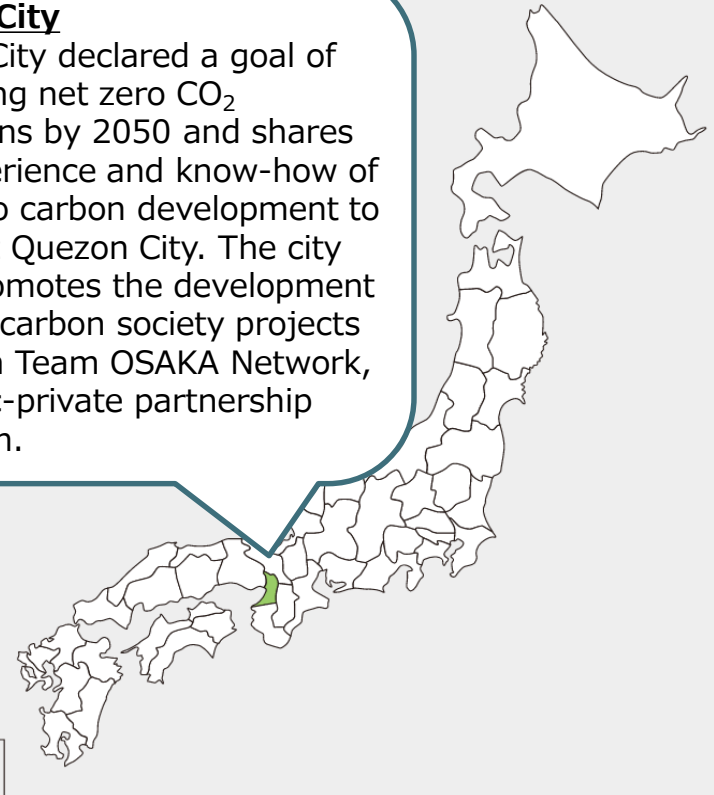 City
City declared a goal of
ng net zero CO₂
ns by 2050 and shares
erience and know-how of
o carbon development to
Quezon City. The city
omotes the development
carbon society projects
n Team OSAKA Network,
c-private partnership
n.